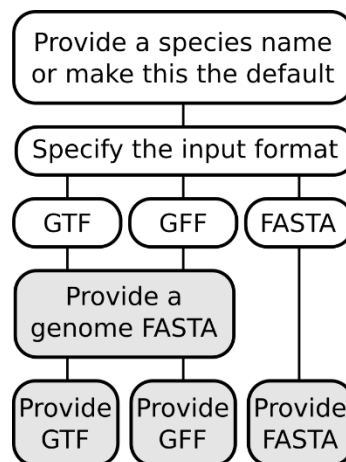 Provide a species name
or make this the default
Specify the input format
GTF
GFF
FASTA
Provide a
genome FASTA
Provide
GTF
Provide
GFF
Provide
FASTA